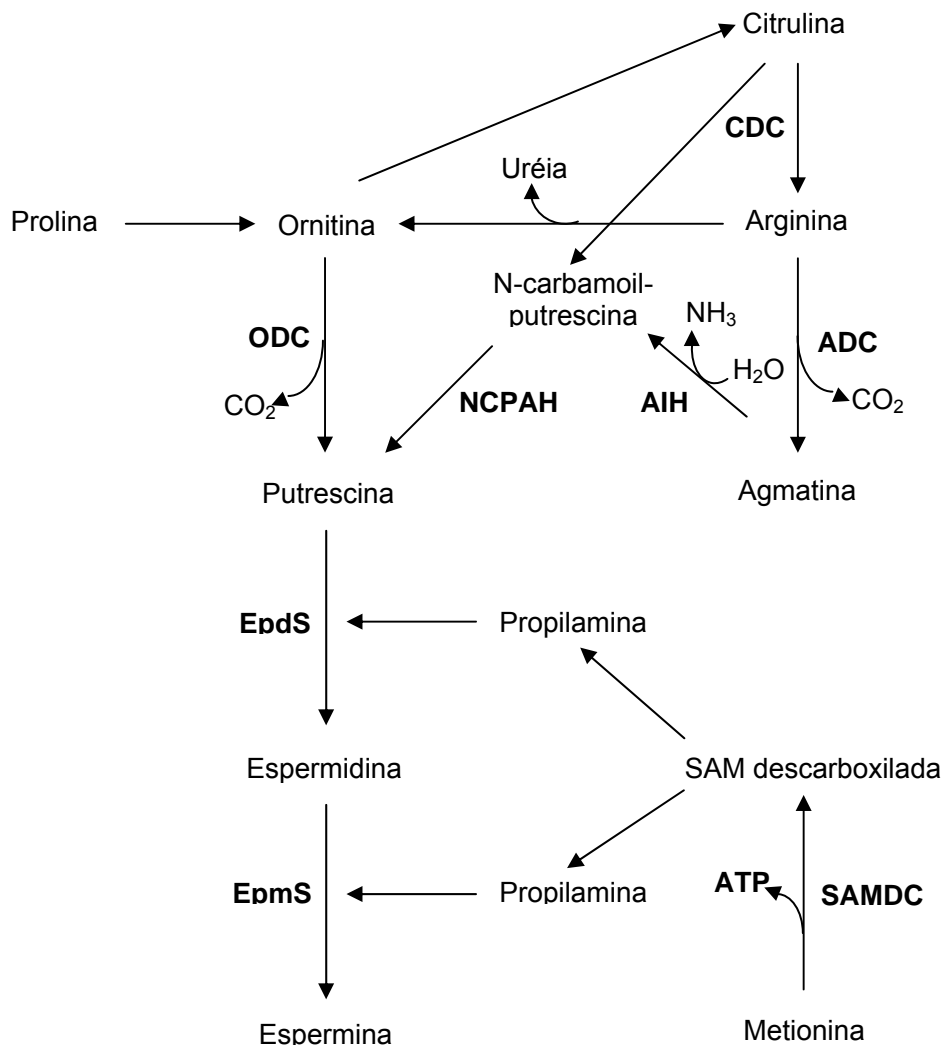 Citrulina
CDC
Uréia
Prolina
Ornitina
Arginina
N-carbamoil-
putrescina
NH₃
ODC
ADC
H₂O
CO₂
NCPAH
AIH
CO₂
Putrescina
Agmatina
EpdS
Propilamina
Espermidina
SAM descarboxilada
EpmS
Propilamina
ATP
SAMDC
Espermina
Metionina